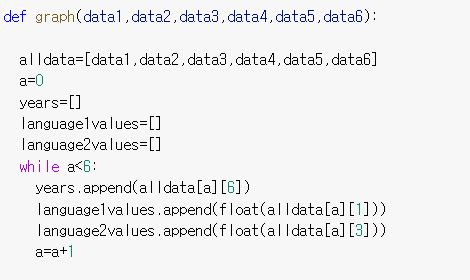 def graph(data1,data2,data3,data4,data5,data6):
alldata=[data1,data2,data3,data4,data5,data6]
a=0
years=[]
language1values=[]
language2values=[]
while a<6:
years.append(alldata[a][6])
language1values.append(float(alldata[a][1]))
language2values.append(float(alldata[a][3]))
a=a+1